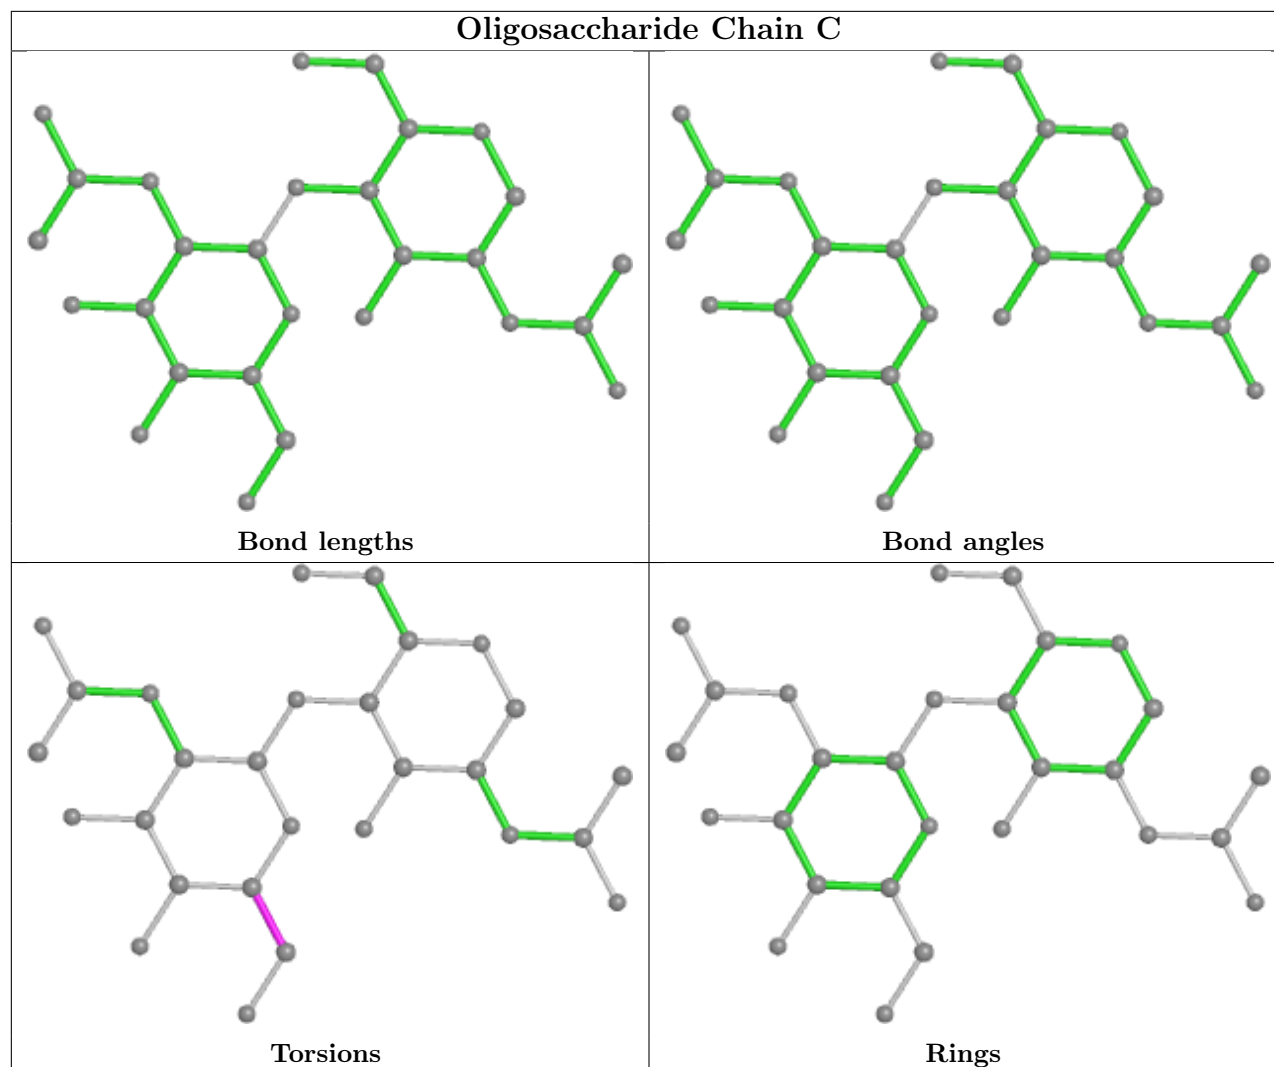 Oligosaccharide Chain C
Bond lengths
Bond angles
Torsions
Rings